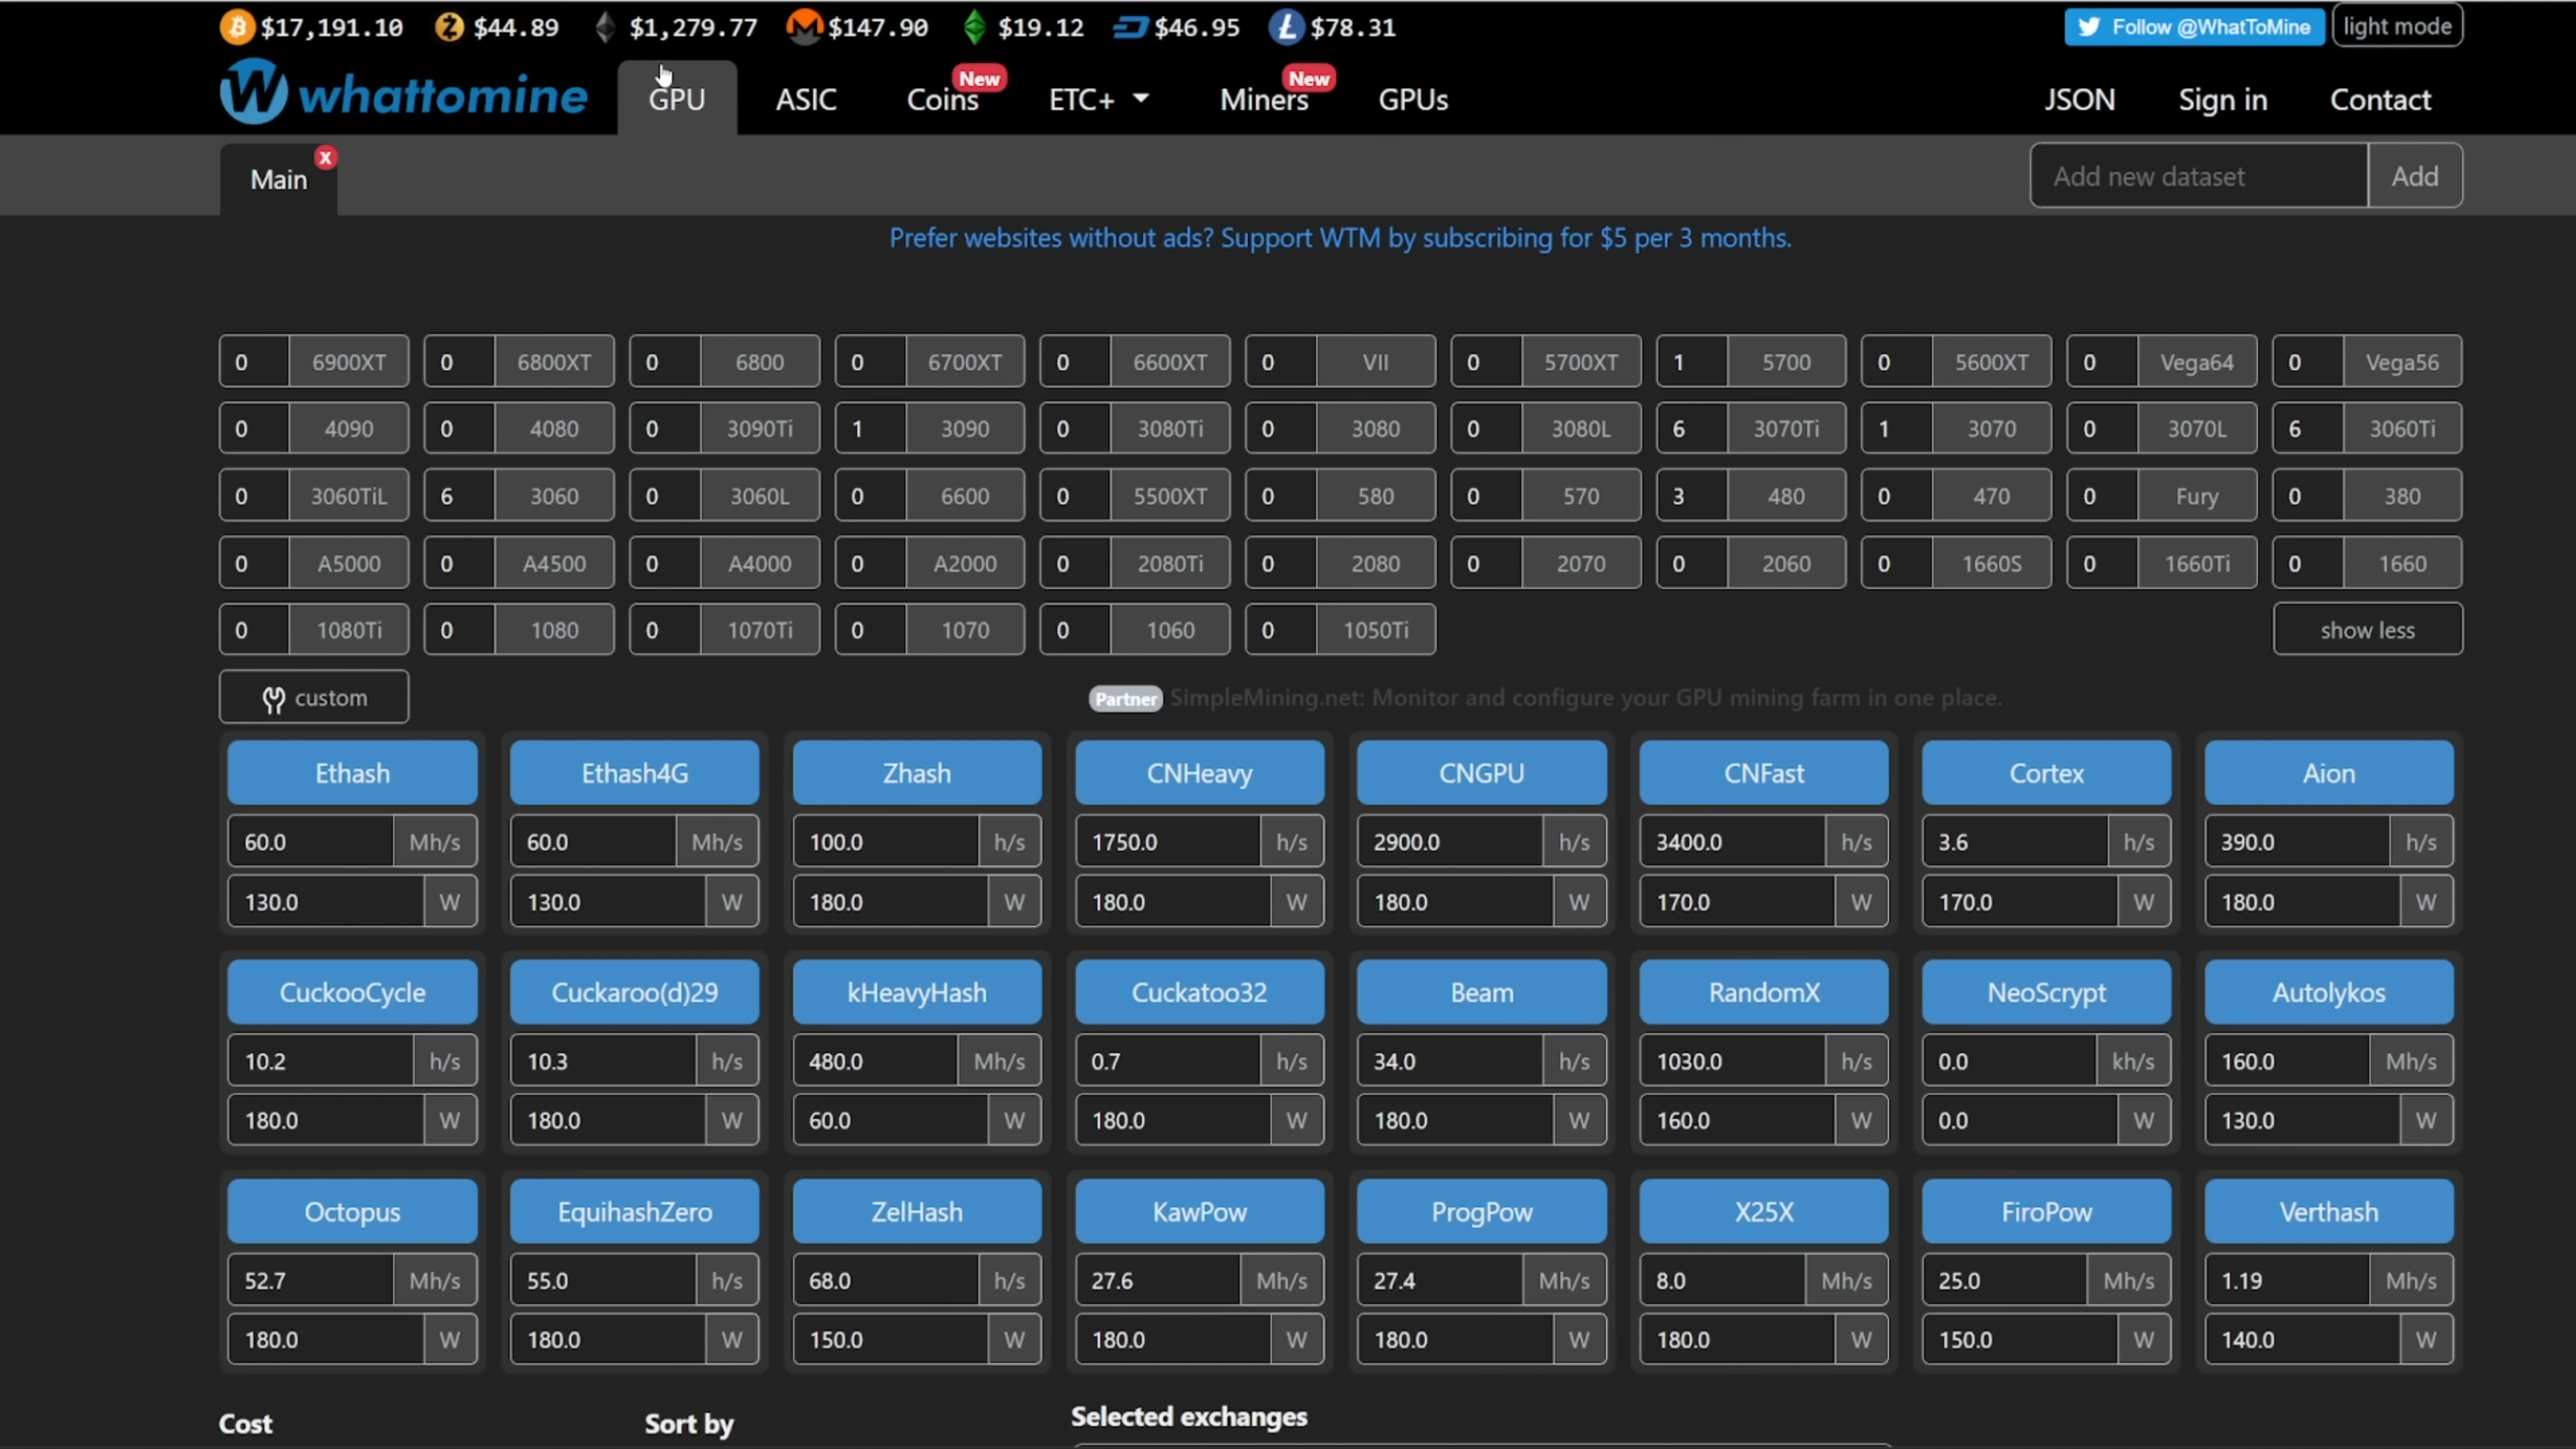 $17,191.10 $44.89 $1,279.77 $147.90 $19.12 $46.95 $78.31 Follow @WhatToMine light mode
whattomine GPU ASIC Coins New ETC+ Miners New GPUs JSON Sign in Contact
Main x Add new dataset Add
Prefer websites without ads? Support WTM by subscribing for $5 per 3 months.
0 6900XT 0 6800XT 0 6800 0 6700XT 0 6600XT 0 VII 0 5700XT 1 5700 0 5600XT 0 Vega64 0 Vega56
0 4090 0 4080 0 3090Ti 1 3090 0 3080Ti 0 3080 0 3080L 6 3070Ti 1 3070 0 3070L 6 3060Ti
0 3060TiL 6 3060 0 3060L 0 6600 0 5500XT 0 580 0 570 3 480 0 470 0 Fury 0 380
0 A5000 0 A4500 0 A4000 0 A2000 0 2080Ti 0 2080 0 2070 0 2060 0 1660S 0 1660Ti 0 1660
0 1080Ti 0 1080 0 1070Ti 0 1070 0 1060 0 1050Ti show less
custom Partner SimpleMining.net: Monitor and configure your GPU mining farm in one place.
Ethash Ethash4G Zhash CNHeavy CNGPU CNFast Cortex Aion
60.0 Mh/s 60.0 Mh/s 100.0 h/s 1750.0 h/s 2900.0 h/s 3400.0 h/s 3.6 h/s 390.0 h/s
130.0 W 130.0 W 180.0 W 180.0 W 180.0 W 170.0 W 170.0 W 180.0 W
CuckooCycle Cuckaroo(d)29 kHeavyHash Cuckatoo32 Beam RandomX NeoScrypt Autolykos
10.2 h/s 10.3 h/s 480.0 Mh/s 0.7 h/s 34.0 h/s 1030.0 h/s 0.0 kh/s 160.0 Mh/s
180.0 W 180.0 W 60.0 W 180.0 W 180.0 W 160.0 W 0.0 W 130.0 W
Octopus EquihashZero ZelHash KawPow ProgPow X25X FiroPow Verthash
52.7 Mh/s 55.0 h/s 68.0 h/s 27.6 Mh/s 27.4 Mh/s 8.0 Mh/s 25.0 Mh/s 1.19 Mh/s
180.0 W 180.0 W 150.0 W 180.0 W 180.0 W 180.0 W 150.0 W 140.0 W
Cost Sort by Selected exchanges